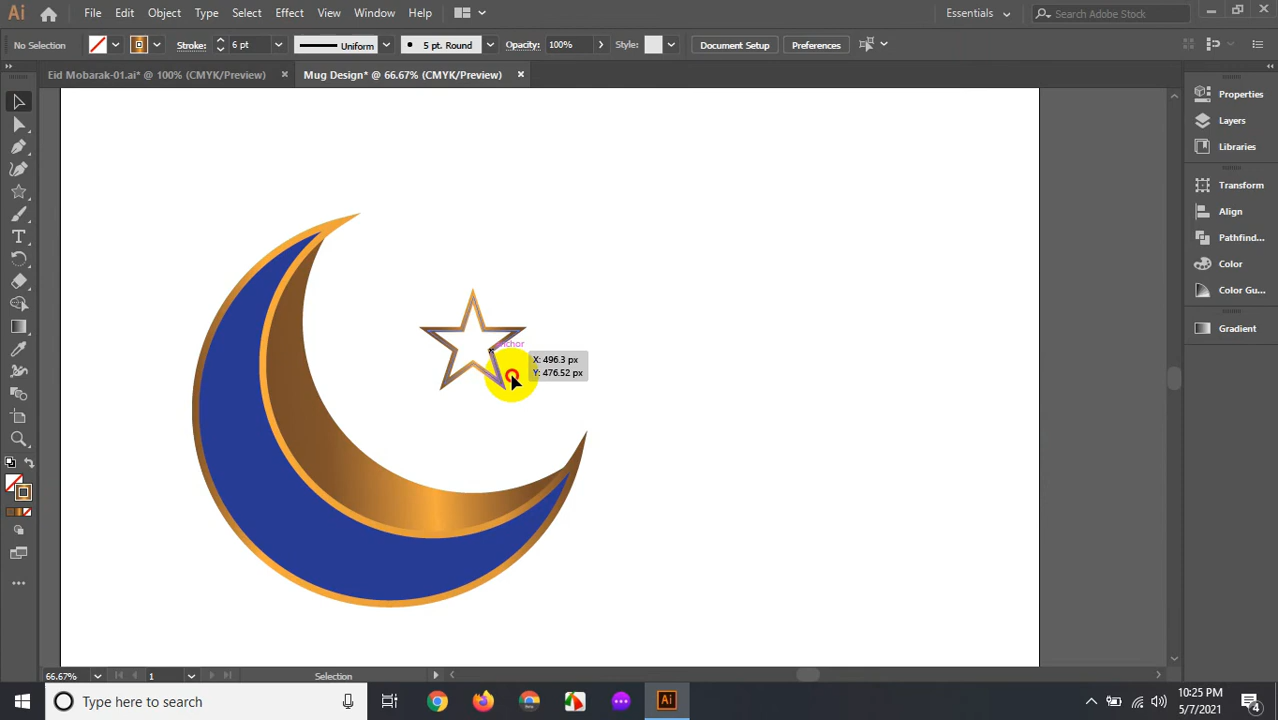 Ai File Edit Object Type Select Effect View Window Help Essentials Search Adobe Stock
No Selection Stroke: 6 pt Uniform 5 pt. Round Opacity: 100% Style: Document Setup Preferences
Eid Mobarak-01.ai* @ 100% (CMYK/Preview) Mug Design* @ 66.67% (CMYK/Preview)
Properties
Layers
Libraries
Transform
Align
Pathfind...
Color
Color Gu...
Gradient
X: 496.3 px
Y: 476.52 px
66.67% 1 Selection
Type here to search Ai 10:25 PM
5/7/2021 4